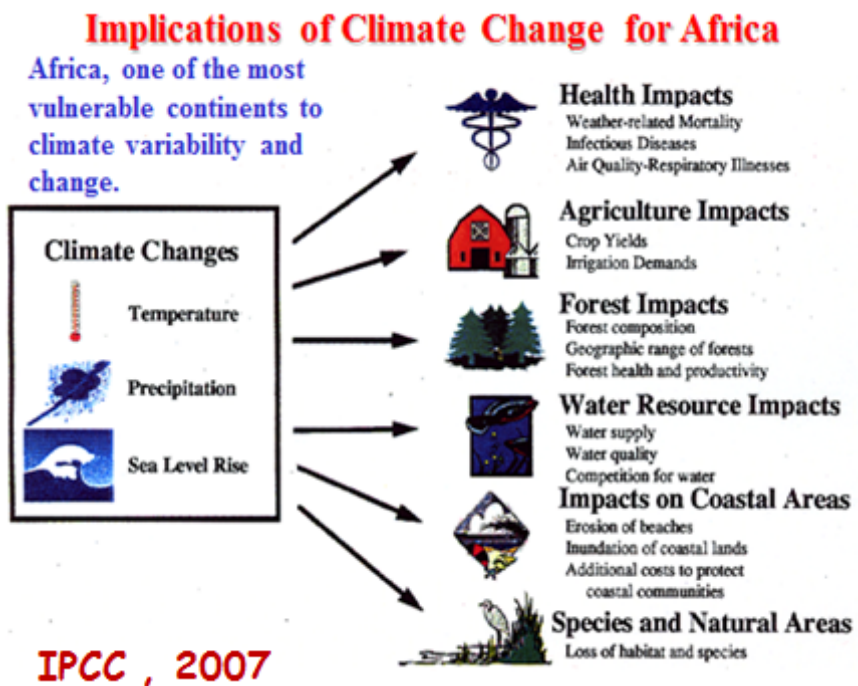 Implications of Climate Change for Africa
Africa, one of the most
vulnerable continents to
climate variability and
change.
Climate Changes
Temperature
Precipitation
Sea Level Rise
Health Impacts
Weather-related Mortality
Infectious Diseases
Air Quality-Respiratory Illnesses
Agriculture Impacts
Crop Yields
Irrigation Demands
Forest Impacts
Forest composition
Geographic range of forests
Forest health and productivity
Water Resource Impacts
Water supply
Water quality
Competition for water
Impacts on Coastal Areas
Erosion of beaches
Inundation of coastal lands
Additional costs to protect
coastal communities
Species and Natural Areas
Loss of habitat and species
IPCC , 2007